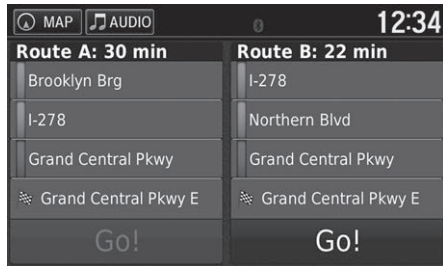 MAP AUDIO 12:34
Route A: 30 min
Brooklyn Brg
I-278
Grand Central Pkwy
Grand Central Pkwy E
Go!
Route B: 22 min
I-278
Northern Blvd
Grand Central Pkwy
Grand Central Pkwy E
Go!